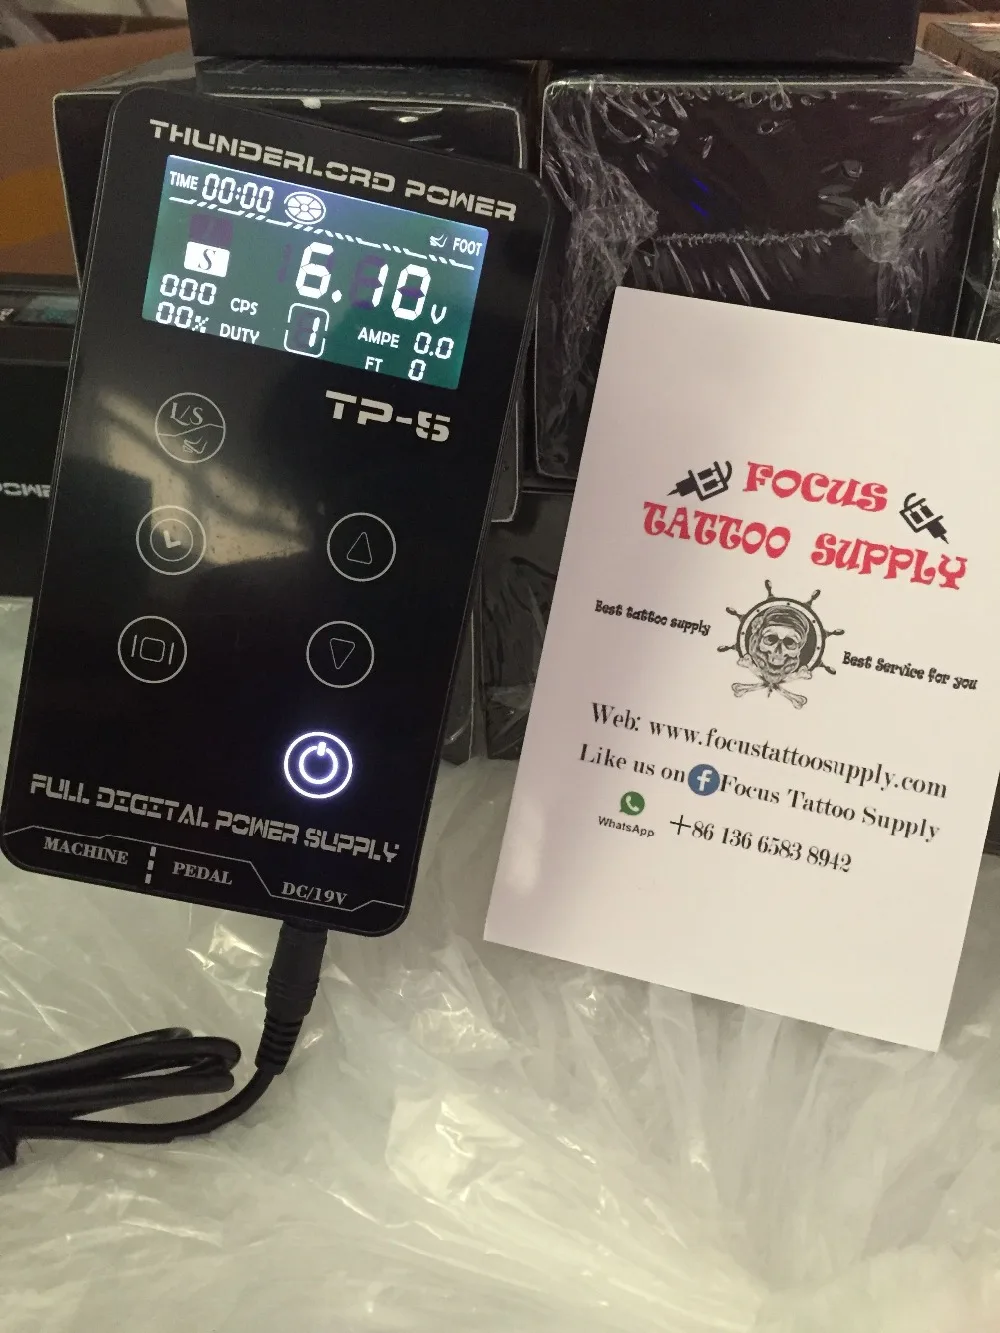 THUNDERLORD POWER
TIME 00:00
FOOT
S
6.10 V
000 CPS
00% DUTY
1
AMPE 0.0
FT 0
TP-5
L/S
FULL DIGITAL POWER SUPPLY
MACHINE
PEDAL
DC/19V
FOCUS
TATTOO SUPPLY
Best tattoo supply
Best Service for you
Web: www.focustattoosupply.com
Like us on f Focus Tattoo Supply
WhatsApp +86 136 6583 8942